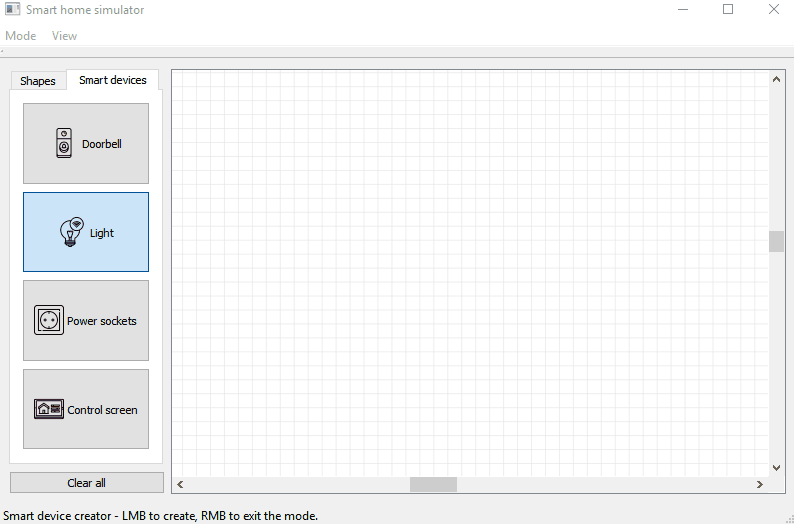 Smart home simulator
Mode View
Shapes Smart devices
Doorbell
Light
Power sockets
Control screen
Clear all
Smart device creator - LMB to create, RMB to exit the mode.